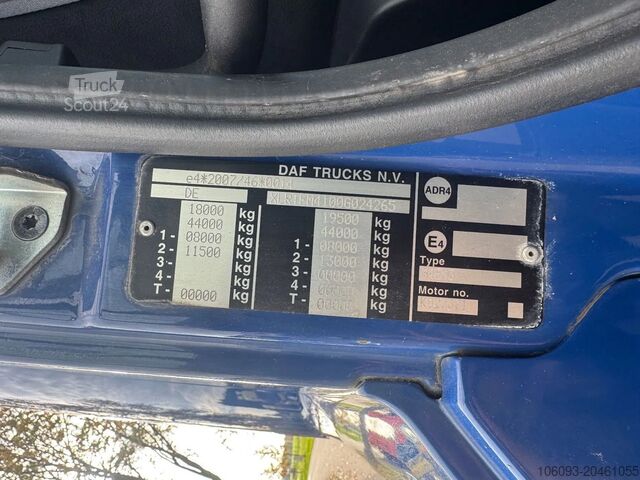 Truck
Scout24
DAF TRUCKS N.V.
e4*2007/46*
DE
18000 kg
44000 kg
1- 08000 kg
2- 11500 kg
3- kg
4- kg
T- 00000 kg
19500 kg
44000 kg
1- 08000 kg
2- 13000 kg
3- 00000 kg
4- kg
T- kg
ADR4
E4
Type
Motor no.
106093-20461055